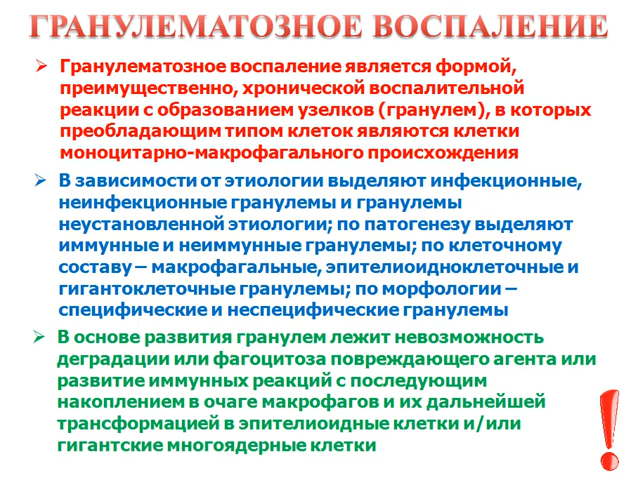 ГРАНУЛЕМАТОЗНОЕ ВОСПАЛЕНИЕ
Гранулематозное воспаление является формой,
преимущественно, хронической воспалительной
реакции с образованием узелков (гранулем), в которых
преобладающим типом клеток являются клетки
моноцитарно-макрофагального происхождения
В зависимости от этиологии выделяют инфекционные,
неинфекционные гранулемы и гранулемы
неустановленной этиологии; по патогенезу выделяют
иммунные и неиммунные гранулемы; по клеточному
составу – макрофагальные, эпителиоидноклеточные и
гигантоклеточные гранулемы; по морфологии –
специфические и неспецифические гранулемы
В основе развития гранулем лежит невозможность
деградации или фагоцитоза повреждающего агента или
развитие иммунных реакций с последующим
накоплением в очаге макрофагов и их дальнейшей
трансформацией в эпителиоидные клетки и/или
гигантские многоядерные клетки
!